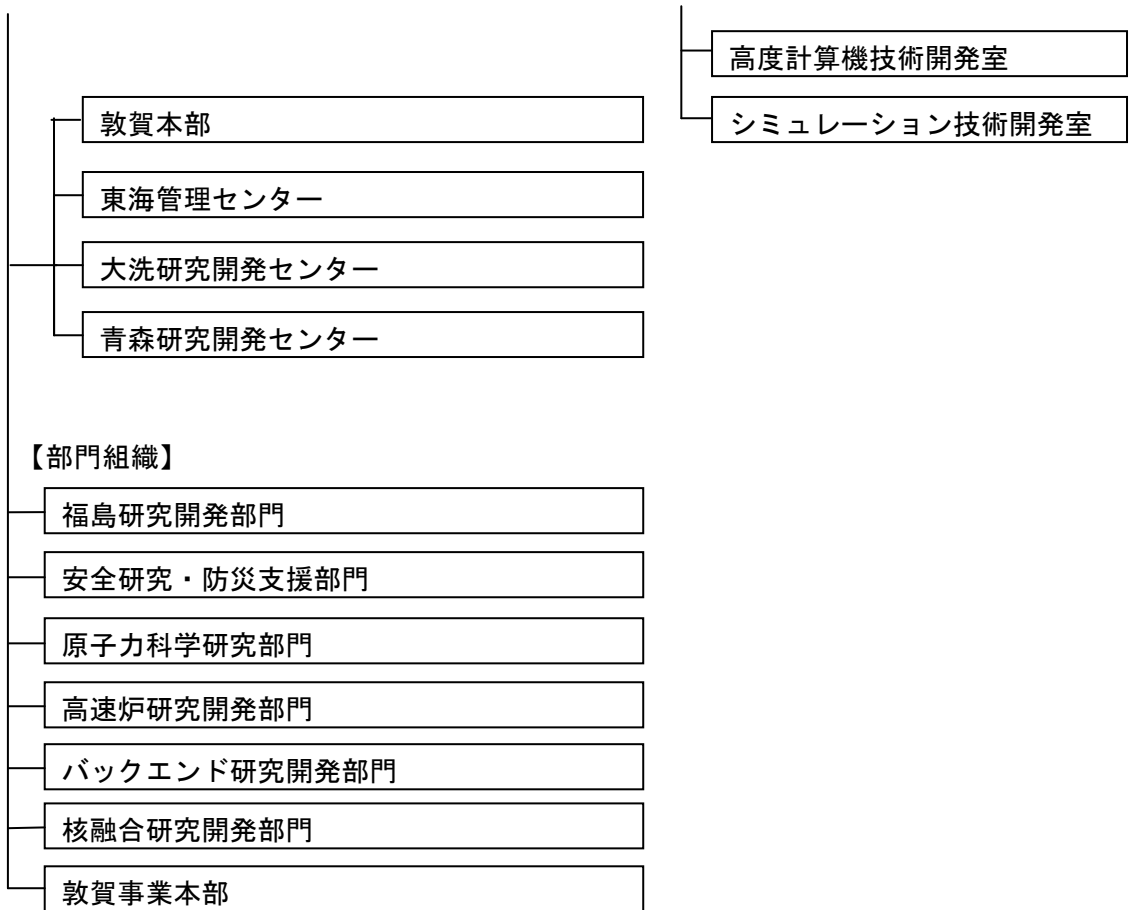 高度計算機技術開発室
シミュレーション技術開発室
敦賀本部
東海管理センター
大洗研究開発センター
青森研究開発センター
【部門組織】
福島研究開発部門
安全研究・防災支援部門
原子力科学研究部門
高速炉研究開発部門
バックエンド研究開発部門
核融合研究開発部門
敦賀事業本部